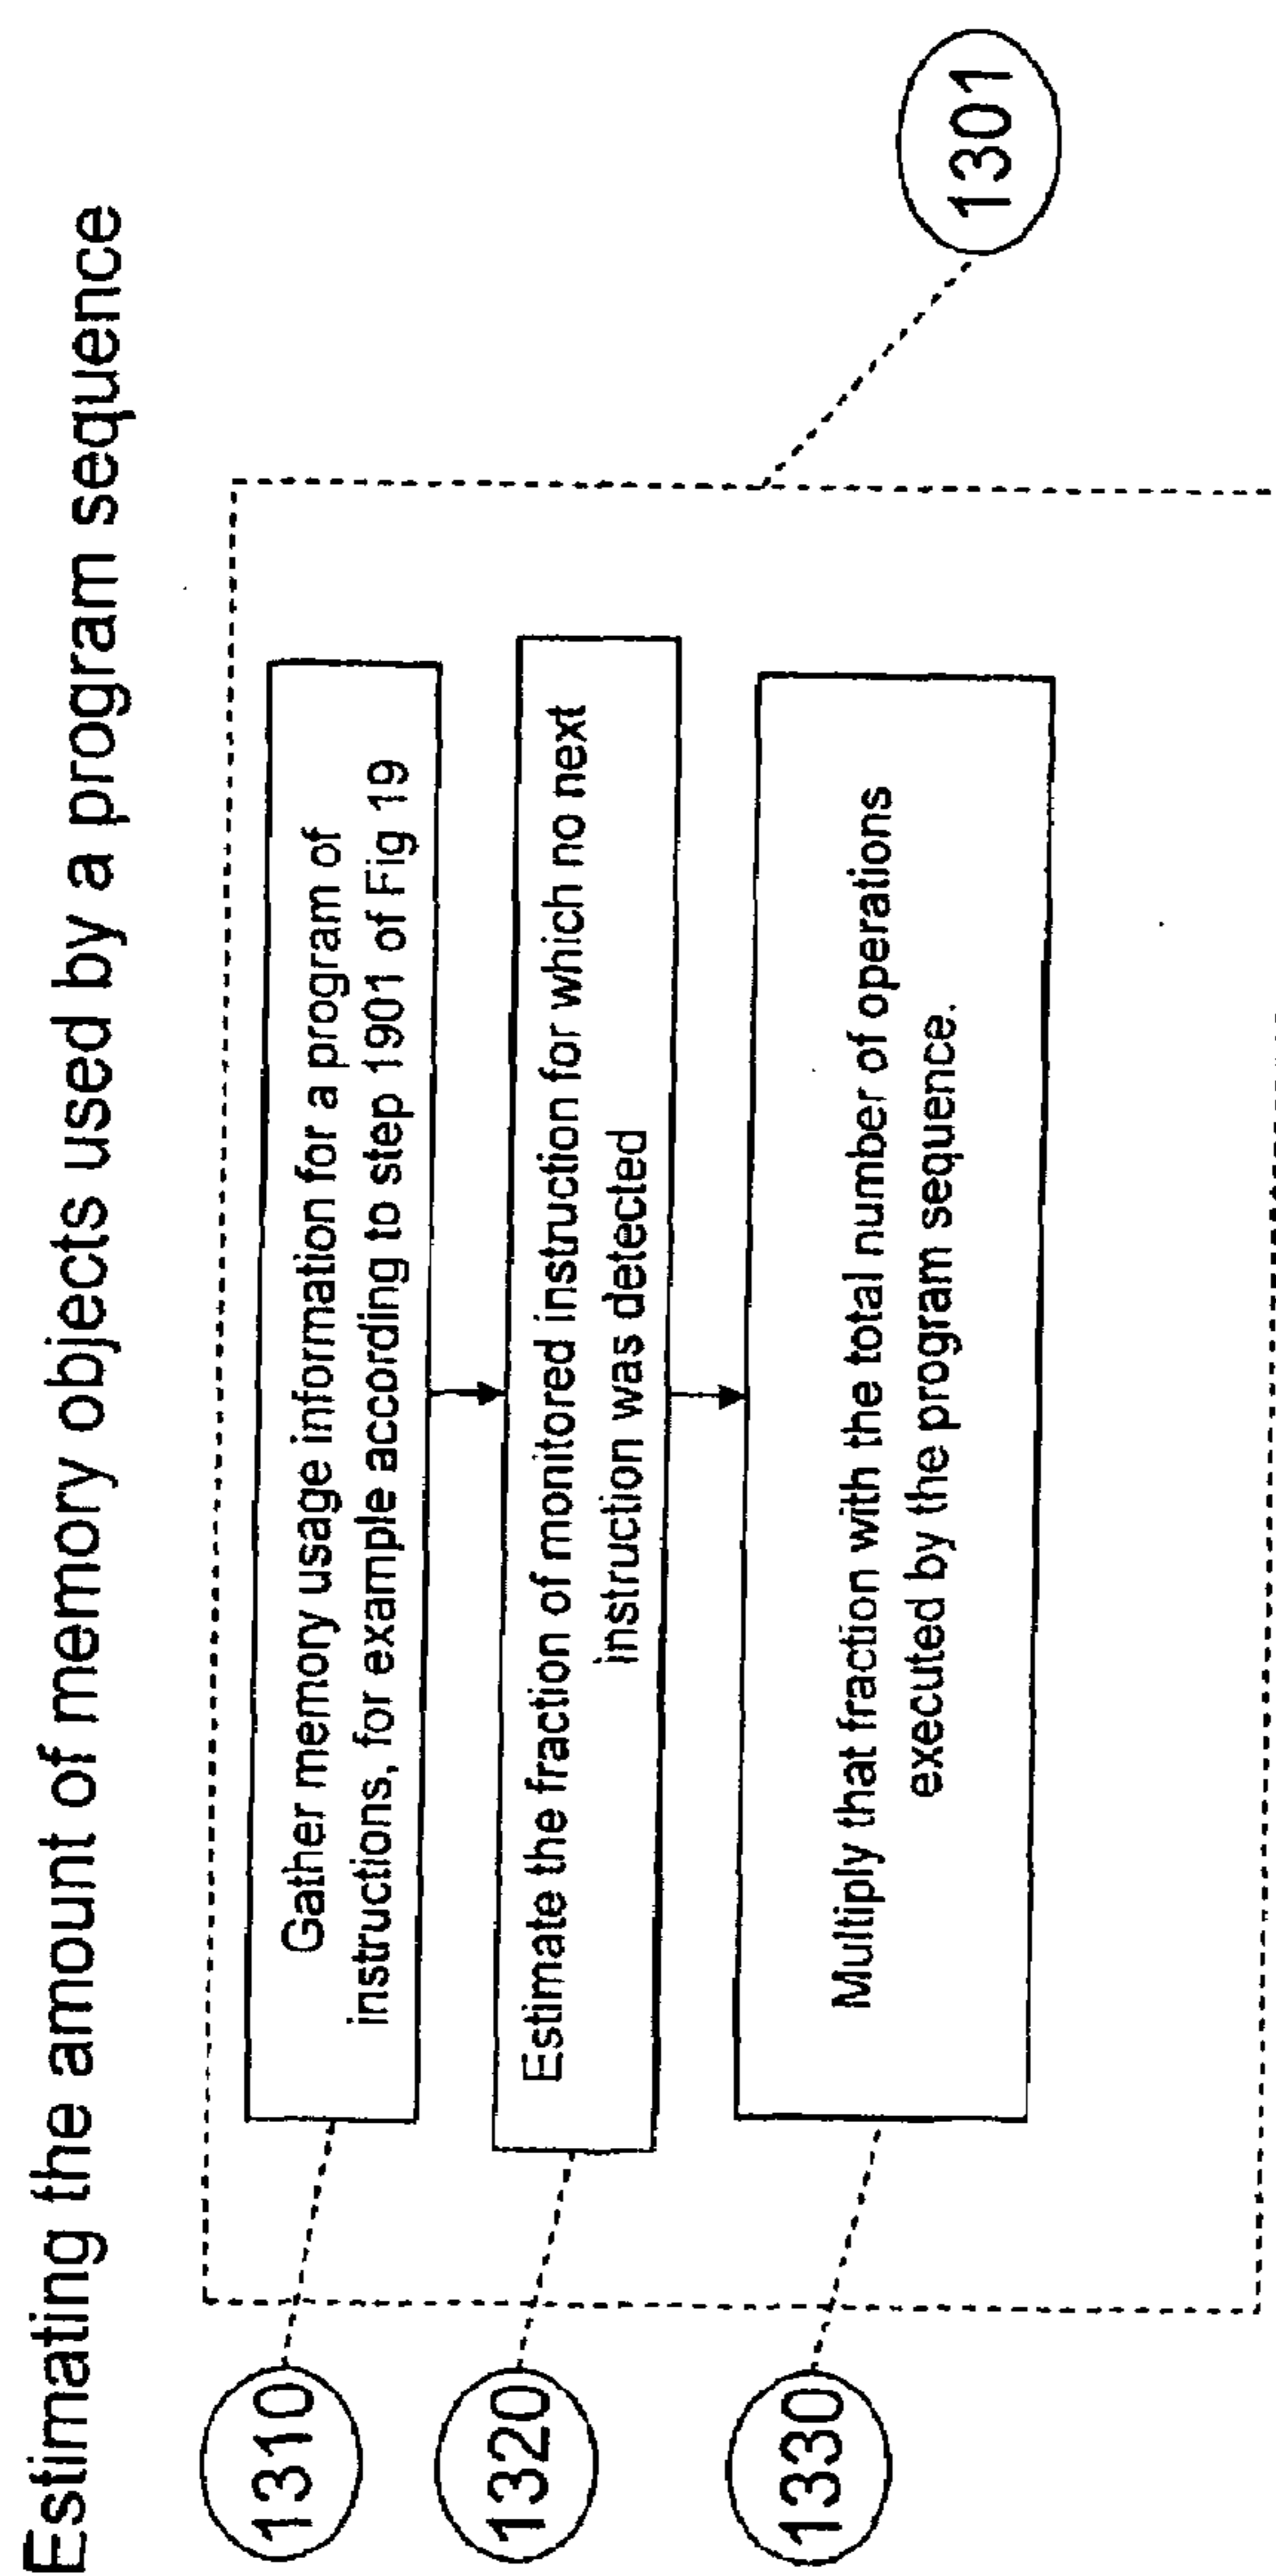 Estimating the amount of memory objects used by a program sequence
1310
Gather memory usage information for a program of
instructions, for example according to step 1901 of Fig 19
1320
Estimate the fraction of monitored instruction for which no next
instruction was detected
1330
Multiply that fraction with the total number of operations
executed by the program sequence.
1301